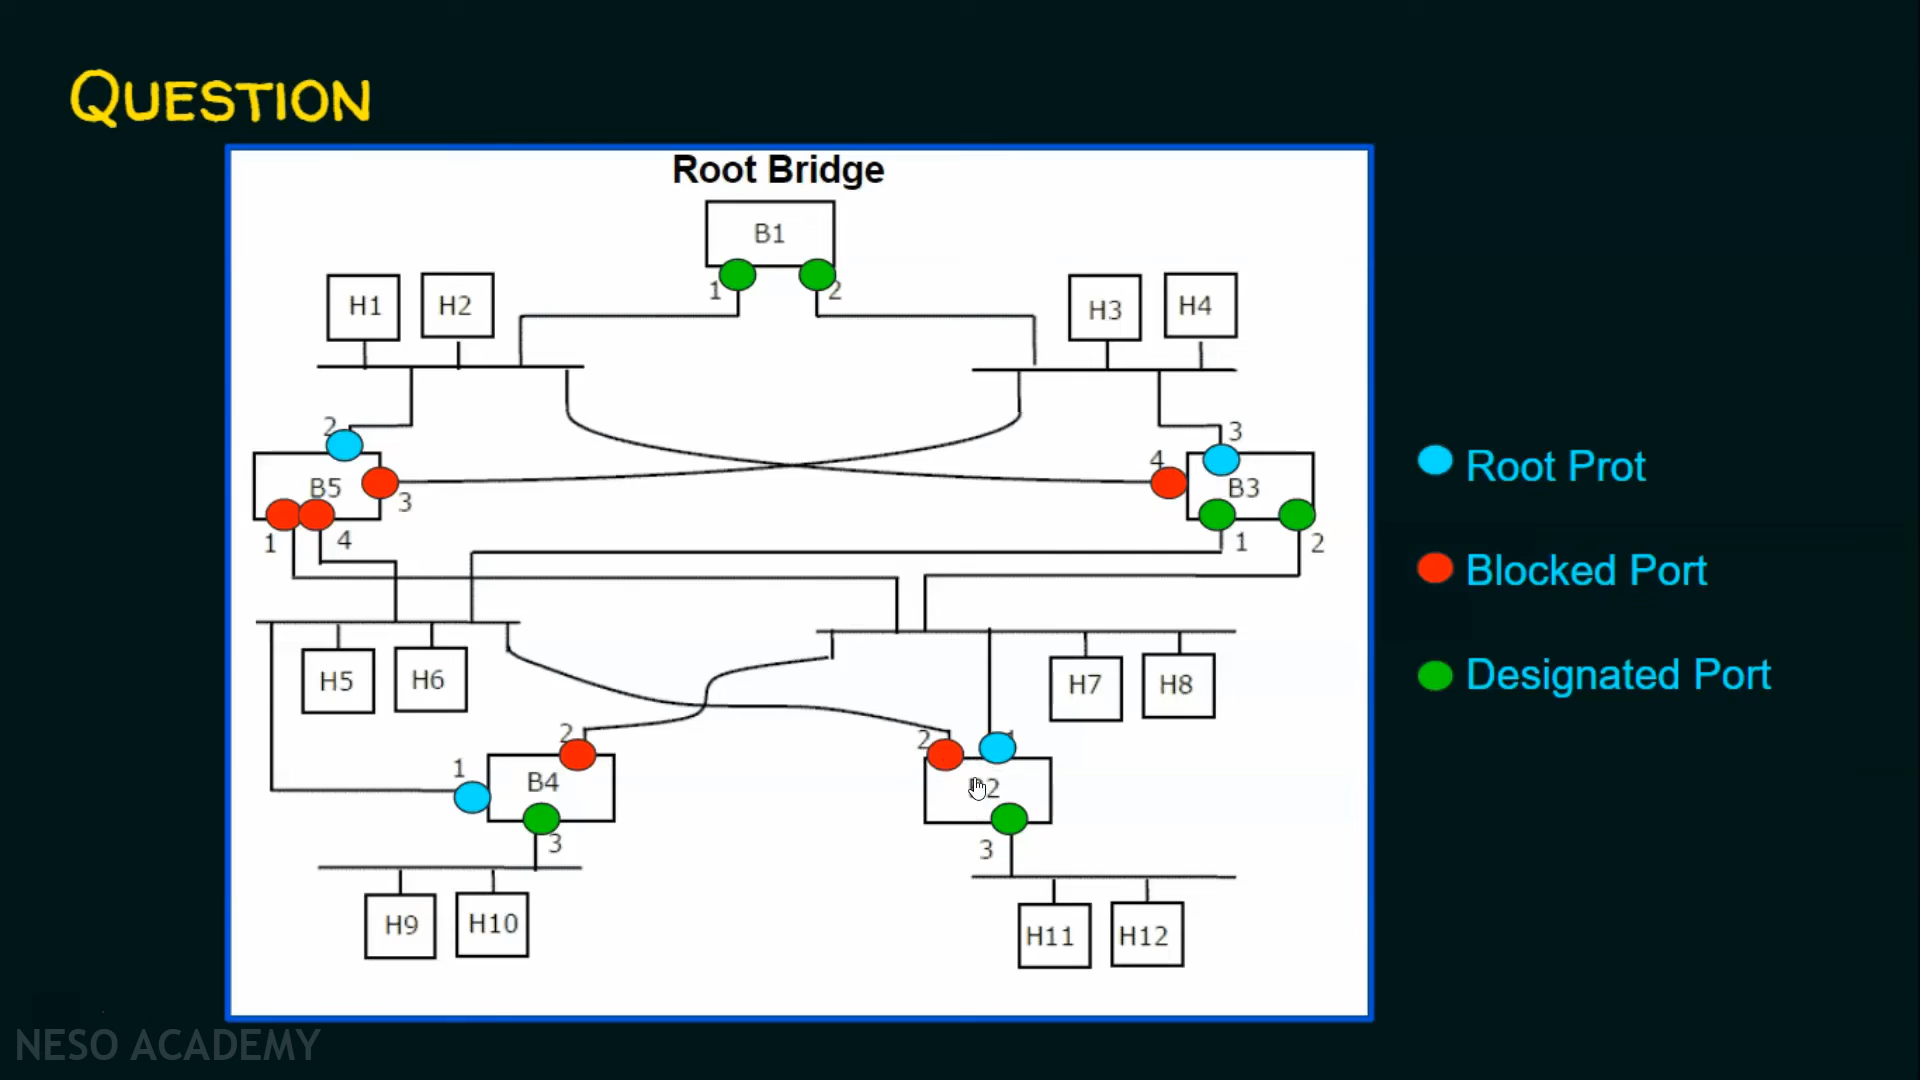 QUESTION
Root Bridge
B1
1 2
H1 H2 H3 H4
2 3
4
B5 B3
3
1 4 1 2
H5 H6 H7 H8
2 2
1 B4 2
3 3
H9 H10 H11 H12
Root Prot
Blocked Port
Designated Port
NESO ACADEMY